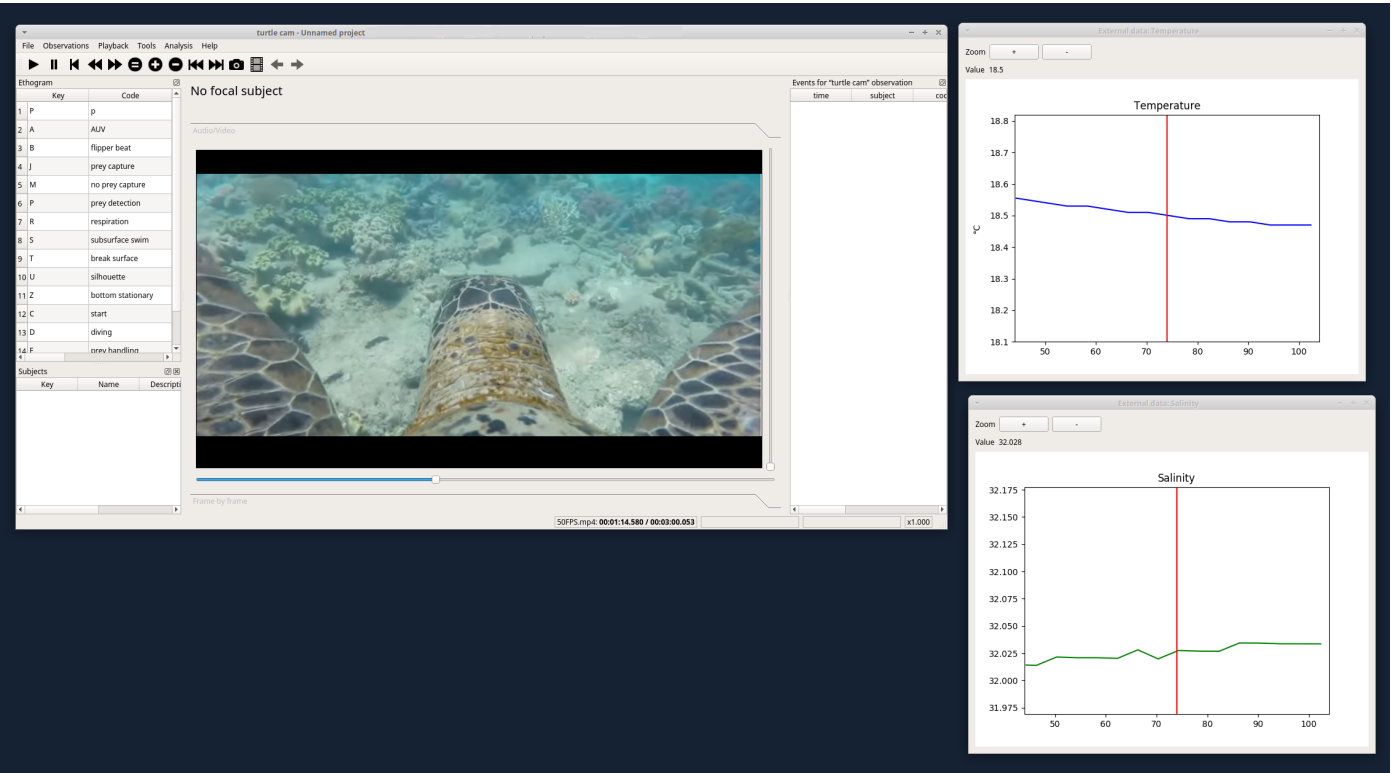 turtle cam - Unnamed project
File Observations Playback Tools Analysis Help
Ethogram
Key Code
1 P p
2 A AUV
3 B flipper beat
4 J prey capture
5 M no prey capture
6 P prey detection
7 R respiration
8 S subsurface swim
9 T break surface
10 U silhouette
11 Z bottom stationary
12 C start
13 D diving
14 F prey handling
Subjects
Key Name Descripti
No focal subject
Audio/Video
Frame by frame
50FPS.mp4: 00:01:14.580 / 00:03:00.053
x1.000
Events for "turtle cam" observation
time subject coc
External data: Temperature
Zoom + -
Value 18.5
Temperature
18.8
18.7
18.6
18.5
18.4
18.3
18.2
18.1
°C
50 60 70 80 90 100
External data: Salinity
Zoom + -
Value 32.028
Salinity
32.175
32.150
32.125
32.100
32.075
32.050
32.025
32.000
31.975
50 60 70 80 90 100